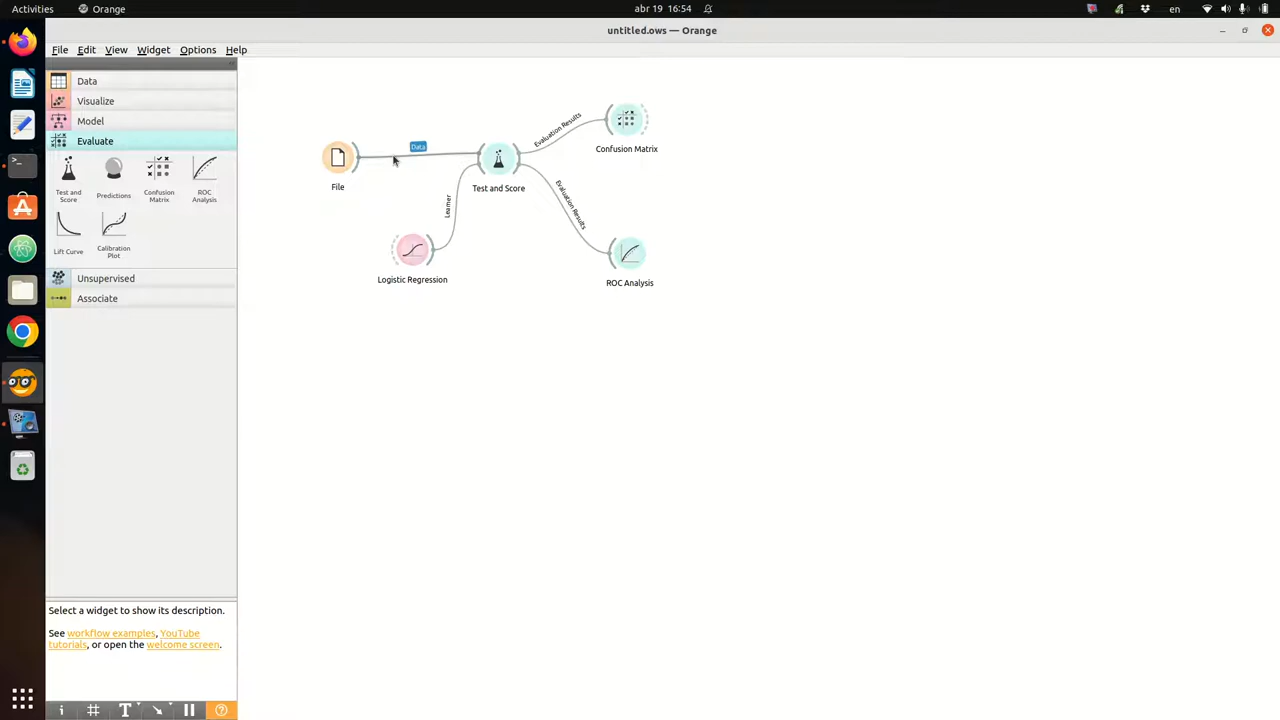 Activities
Orange
abr 19 16:54
en
untitled.ows — Orange
File Edit View Widget Options Help
Data
Visualize
Model
Evaluate
Test and Score
Predictions
Confusion Matrix
ROC Analysis
Lift Curve
Calibration Plot
Unsupervised
Associate
Select a widget to show its description.
See workflow examples, YouTube
tutorials, or open the welcome screen.
File
Data
Test and Score
Learner
Logistic Regression
Evaluation Results
Confusion Matrix
Evaluation Results
ROC Analysis